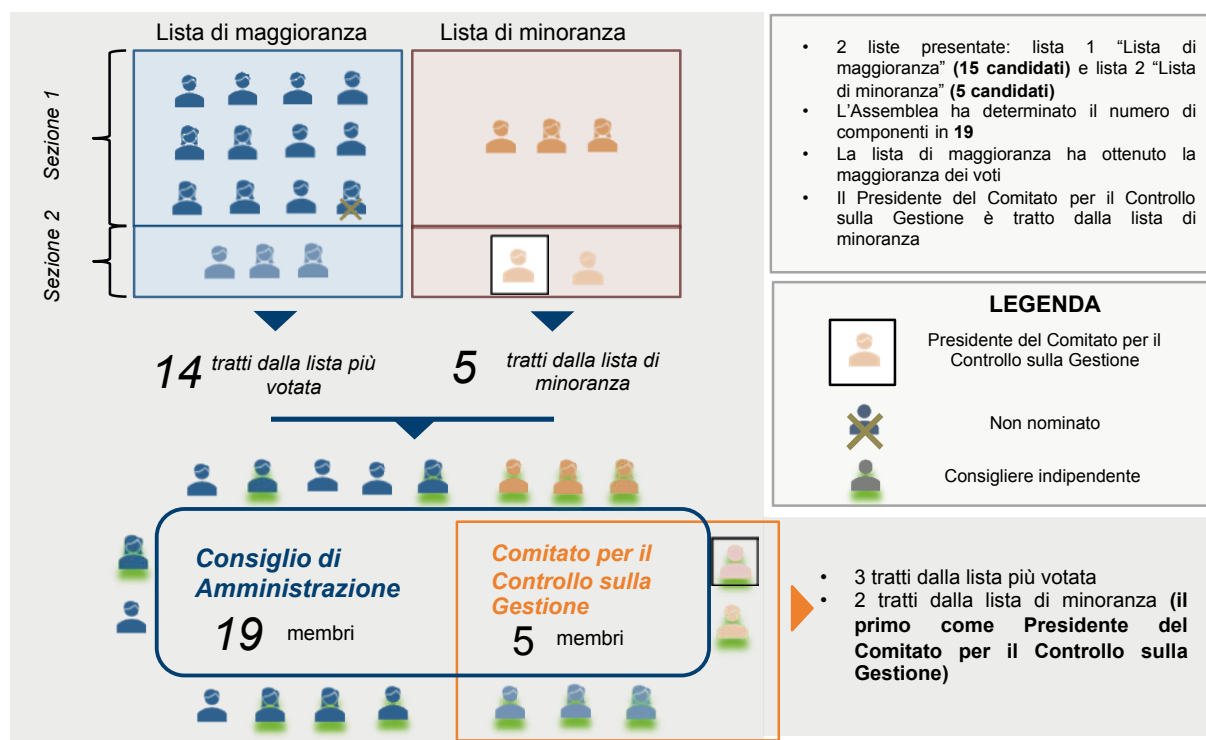 Lista di maggioranza
Lista di minoranza
Sezione 1
Sezione 2
14 tratti dalla lista più
votata
5 tratti dalla lista di
minoranza
Consiglio di
Amministrazione
19 membri
Comitato per il
Controllo sulla
Gestione
5 membri
• 2 liste presentate: lista 1 “Lista di
maggioranza” (15 candidati) e lista 2 “Lista
di minoranza” (5 candidati)
• L’Assemblea ha determinato il numero di
componenti in 19
• La lista di maggioranza ha ottenuto la
maggioranza dei voti
• Il Presidente del Comitato per il Controllo
sulla Gestione è tratto dalla lista di
minoranza
LEGENDA
Presidente del Comitato per il
Controllo sulla Gestione
Non nominato
Consigliere indipendente
• 3 tratti dalla lista più votata
• 2 tratti dalla lista di minoranza (il
primo come Presidente del
Comitato per il Controllo sulla
Gestione)